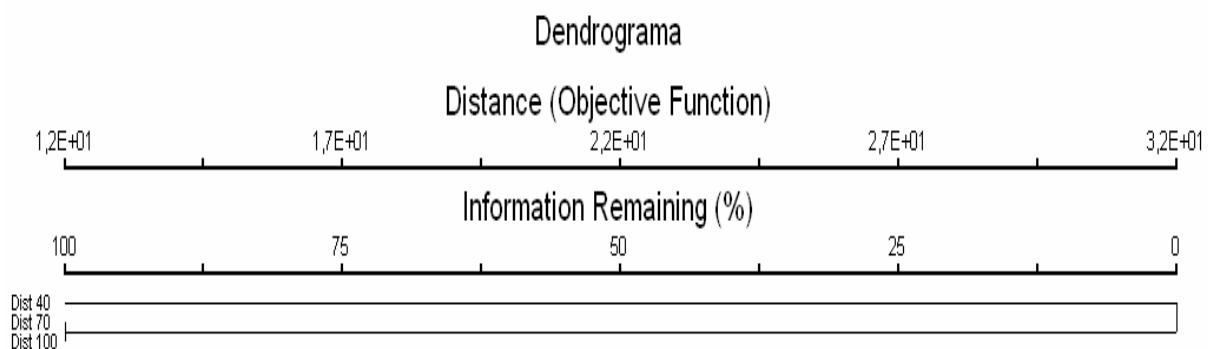 Dendrograma
Distance (Objective Function)
1,2E+01 1,7E+01 2,2E+01 2,7E+01 3,2E+01
Information Remaining (%)
100 75 50 25 0
Dist 40
Dist 70
Dist 100